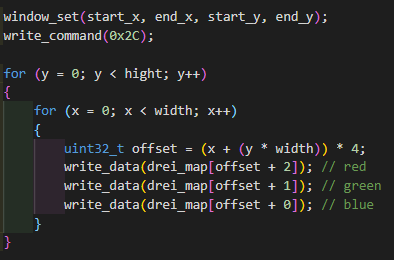 window_set(start_x, end_x, start_y, end_y);
write_command(0x2C);
for (y = 0; y < hight; y++)
{
for (x = 0; x < width; x++)
{
uint32_t offset = (x + (y * width)) * 4;
write_data(drei_map[offset + 2]); // red
write_data(drei_map[offset + 1]); // green
write_data(drei_map[offset + 0]); // blue
}
}